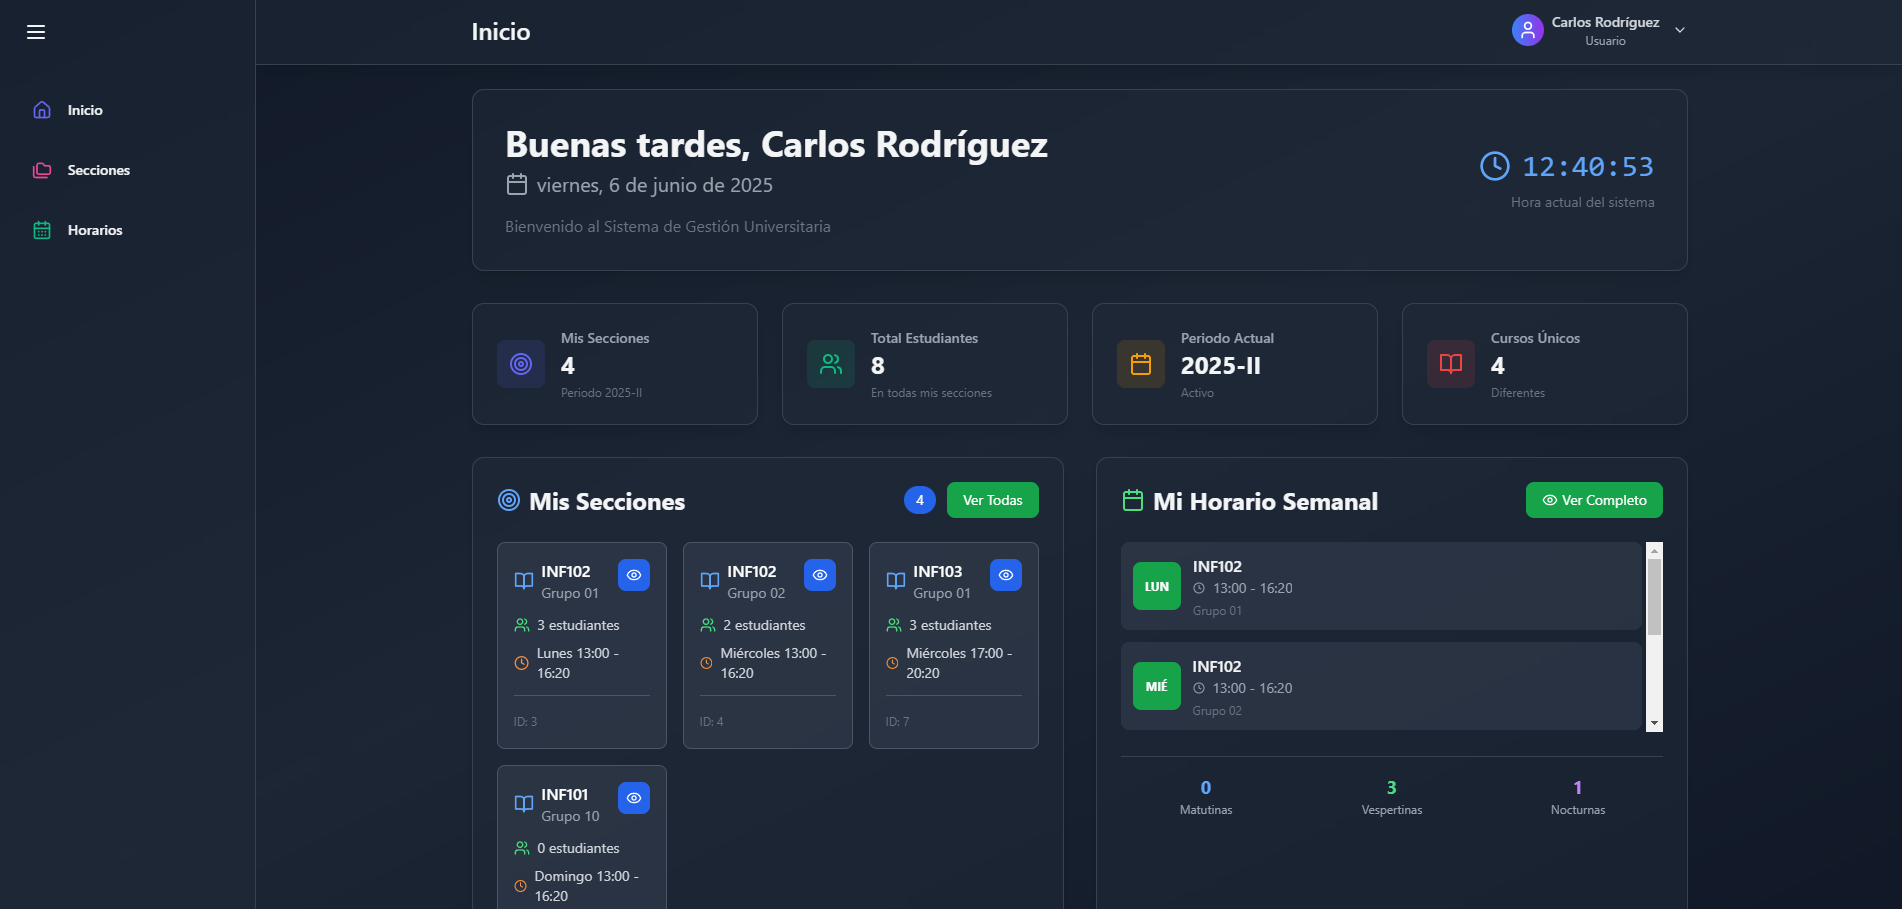 Inicio
Secciones
Horarios
Inicio
Carlos Rodríguez
Usuario
Buenas tardes, Carlos Rodríguez
viernes, 6 de junio de 2025
Bienvenido al Sistema de Gestión Universitaria
12:40:53
Hora actual del sistema
Mis Secciones
4
Periodo 2025-II
Total Estudiantes
8
En todas mis secciones
Periodo Actual
2025-II
Activo
Cursos Únicos
4
Diferentes
Mis Secciones
4
Ver Todas
INF102
Grupo 01
3 estudiantes
Lunes 13:00 -
16:20
ID: 3
INF102
Grupo 02
2 estudiantes
Miércoles 13:00 -
16:20
ID: 4
INF103
Grupo 01
3 estudiantes
Miércoles 17:00 -
20:20
ID: 7
INF101
Grupo 10
0 estudiantes
Domingo 13:00 -
16:20
Mi Horario Semanal
Ver Completo
LUN
INF102
13:00 - 16:20
Grupo 01
MIÉ
INF102
13:00 - 16:20
Grupo 02
0
Matutinas
3
Vespertinas
1
Nocturnas